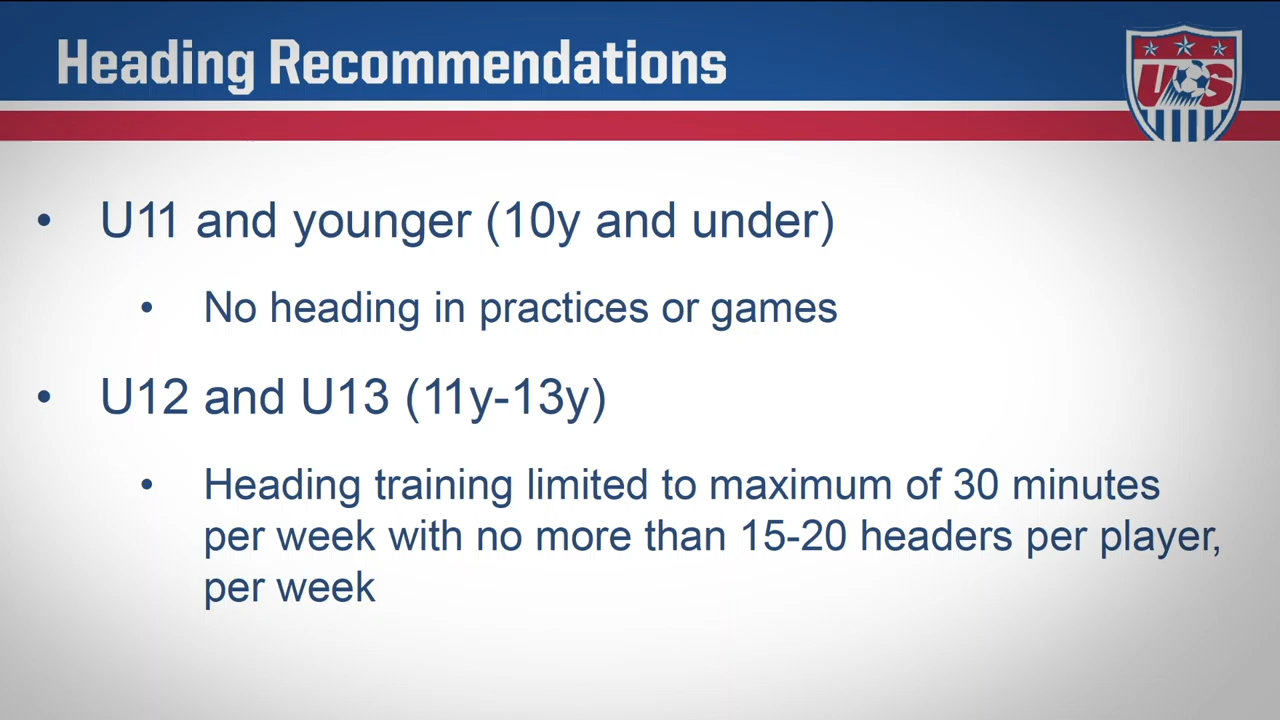 Heading Recommendations
US
• U11 and younger (10y and under)
• No heading in practices or games
• U12 and U13 (11y-13y)
• Heading training limited to maximum of 30 minutes
per week with no more than 15-20 headers per player,
per week